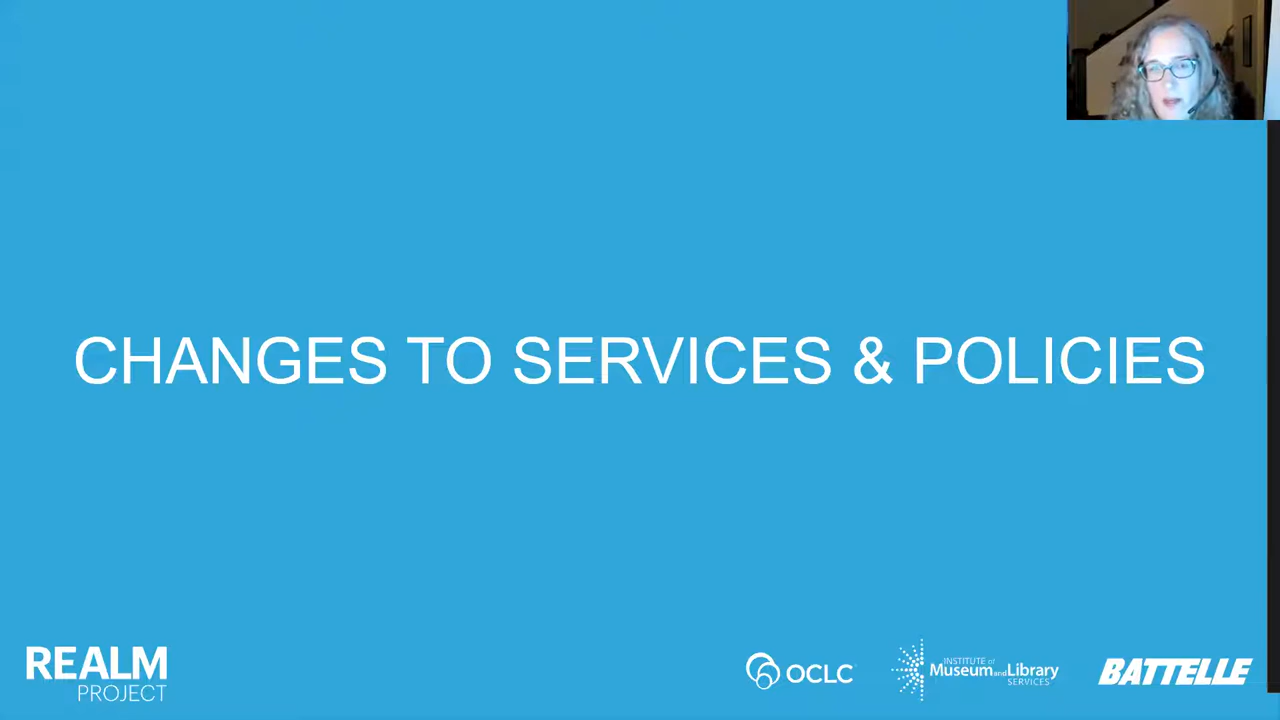 CHANGES TO SERVICES & POLICIES
REALM
PROJECT
OCLC
INSTITUTE of
Museum and Library
SERVICES
BATTELLE